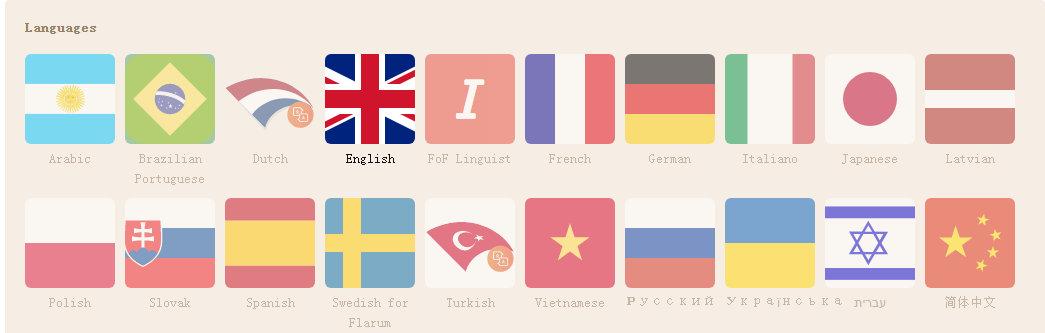 Languages
Arabic
Brazilian
Portuguese
Dutch
English
I
FoF Linguist
French
German
Italiano
Japanese
Latvian
Polish
Slovak
Spanish
Swedish for
Flarum
Turkish
Vietnamese
Русский
Українська
עברית
简体中文